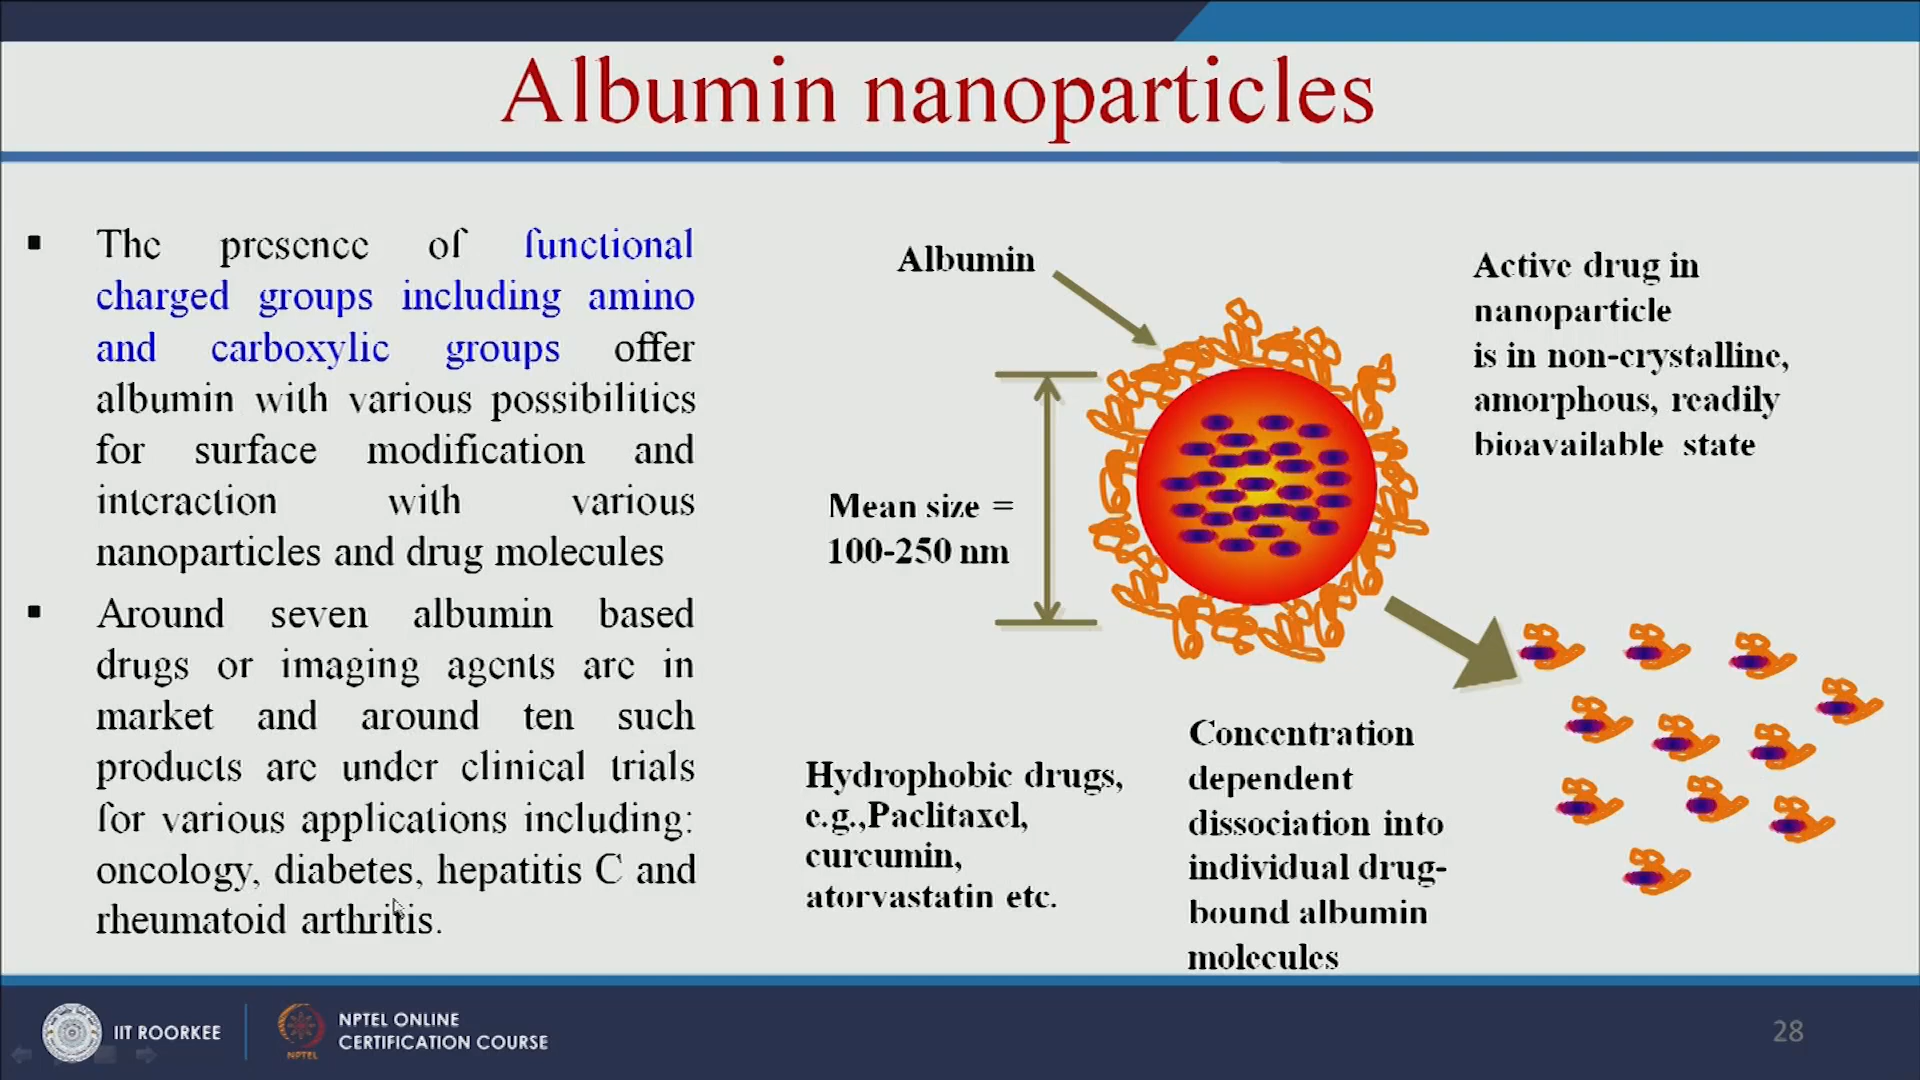 Albumin nanoparticles
▪ The presence of functional
charged groups including amino
and carboxylic groups offer
albumin with various possibilities
for surface modification and
interaction with various
nanoparticles and drug molecules
▪ Around seven albumin based
drugs or imaging agents are in
market and around ten such
products are under clinical trials
for various applications including:
oncology, diabetes, hepatitis C and
rheumatoid arthritis.
Albumin
Mean size =
100-250 nm
Active drug in
nanoparticle
is in non-crystalline,
amorphous, readily
bioavailable state
Hydrophobic drugs,
e.g.,Paclitaxel,
curcumin,
atorvastatin etc.
Concentration
dependent
dissociation into
individual drug-
bound albumin
molecules
IIT ROORKEE
NPTEL
NPTEL ONLINE
CERTIFICATION COURSE
28